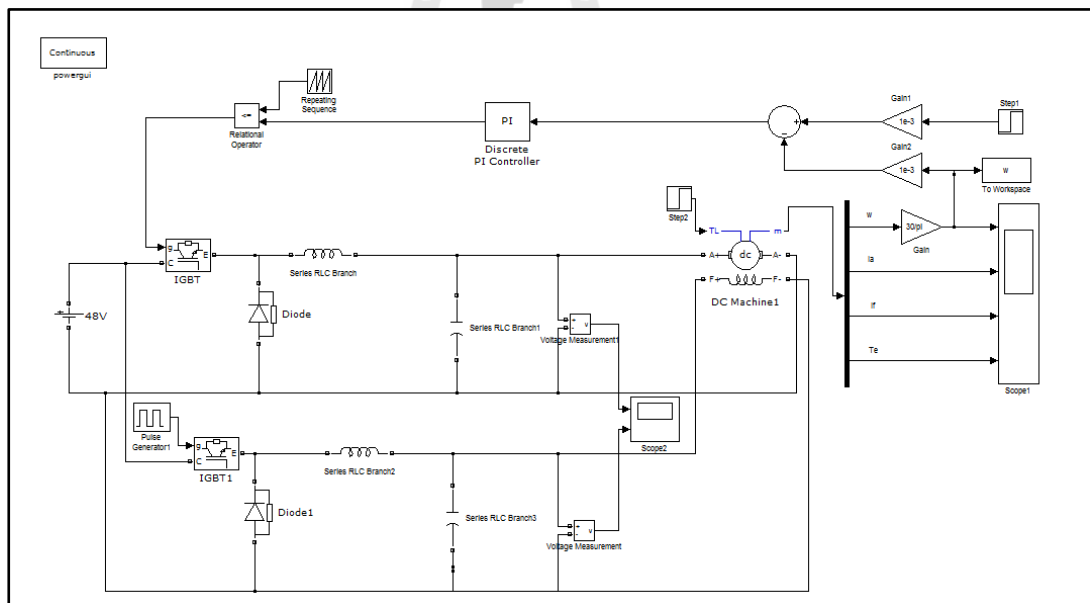 Continuous
powergui
Repeating
Sequence
<=
Relational
Operator
PI
Discrete
PI Controller
+
−
Gain1
1e-3
Step1
Gain2
1e-3
w
To Workspace
Step2
TL
m
A+
dc
A-
F+
F-
DC Machine1
w
30/pi
Gain
Ia
If
Te
Scope1
g
C
E
IGBT
Series RLC Branch
+
48V
Diode
Series RLC Branch1
+
-
v
Voltage Measurement1
Scope2
Pulse
Generator1
g
C
E
IGBT1
Series RLC Branch2
Diode1
Series RLC Branch3
+
-
v
Voltage Measurement